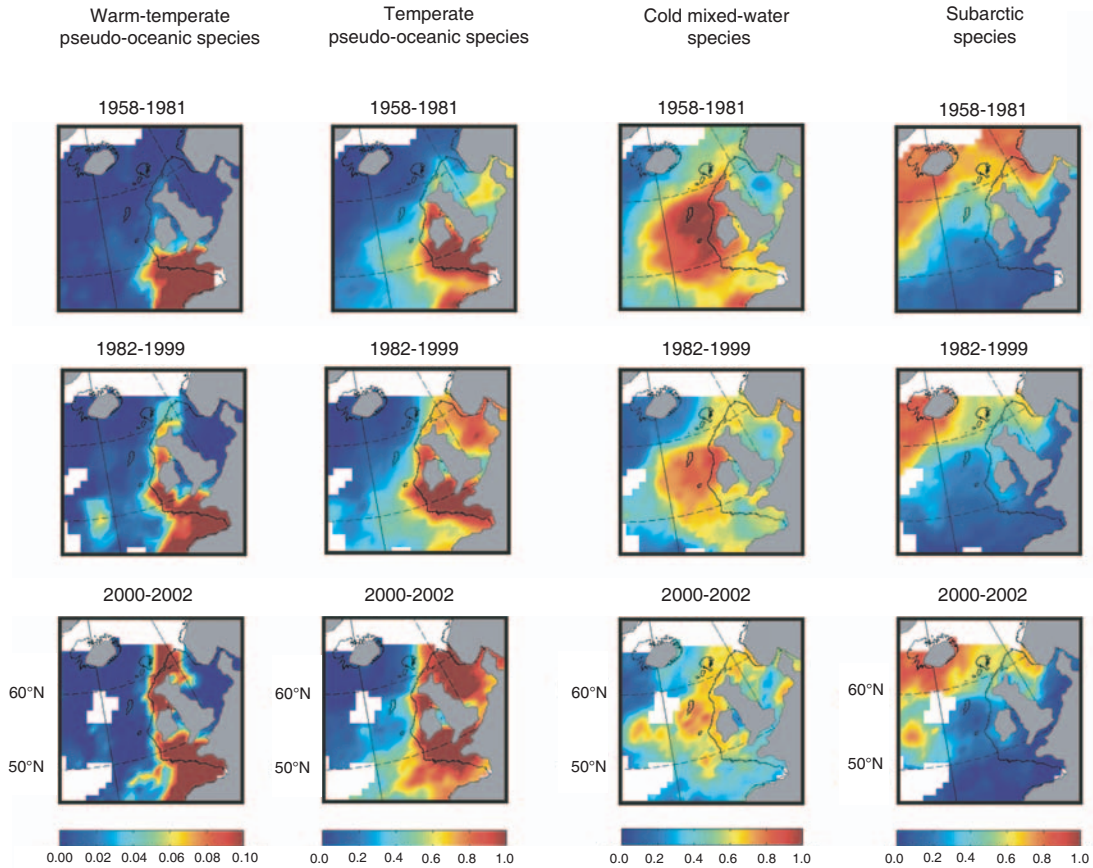 Warm-temperate
pseudo-oceanic species
Temperate
pseudo-oceanic species
Cold mixed-water
species
Subarctic
species
1958-1981 1958-1981 1958-1981 1958-1981
1982-1999 1982-1999 1982-1999 1982-1999
2000-2002 2000-2002 2000-2002 2000-2002
60°N 60°N 60°N 60°N
50°N 50°N 50°N 50°N
0.00 0.02 0.04 0.06 0.08 0.10
0.0 0.2 0.4 0.6 0.8 1.0
0.0 0.2 0.4 0.6 0.8 1.0
0.0 0.2 0.4 0.6 0.8 1.0